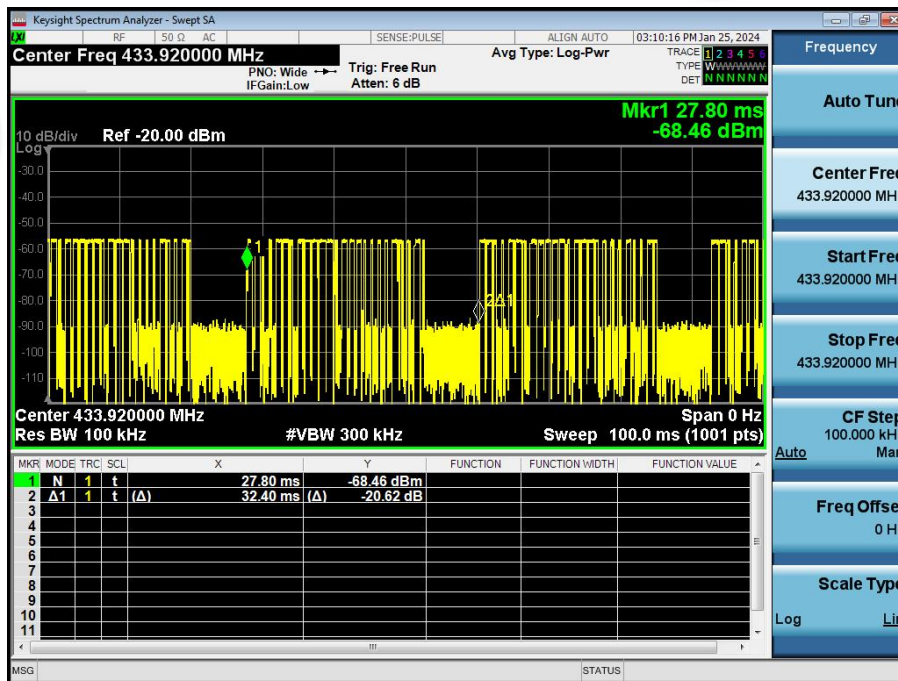 Keysight Spectrum Analyzer - Swept SA
LXI
RF
50 Ω AC
SENSE:PULSE
ALIGN AUTO
03:10:16 PM Jan 25, 2024
Center Freq 433.920000 MHz
Avg Type: Log-Pwr
TRACE 1 2 3 4 5 6
PNO: Wide
Trig: Free Run
TYPE WWWWWW
IFGain:Low
Atten: 6 dB
DET N N N N N N
Mkr1 27.80 ms
-68.46 dBm
10 dB/div
Log
Ref -20.00 dBm
-30.0
-40.0
-50.0
-60.0
-70.0
-80.0
-90.0
-100
-110
1
2Δ1
Center 433.920000 MHz
Span 0 Hz
Res BW 100 kHz
#VBW 300 kHz
Sweep 100.0 ms (1001 pts)
MKR MODE TRC SCL X Y FUNCTION FUNCTION WIDTH FUNCTION VALUE
1 N 1 t 27.80 ms -68.46 dBm
2 Δ1 1 t (Δ) 32.40 ms (Δ) -20.62 dB
3
4
5
6
7
8
9
10
11
MSG
STATUS
Frequency
Auto Tune
Center Freq
433.920000 MH
Start Freq
433.920000 MH
Stop Freq
433.920000 MH
CF Step
100.000 kH
Auto Man
Freq Offse
0 H
Scale Type
Log Lin